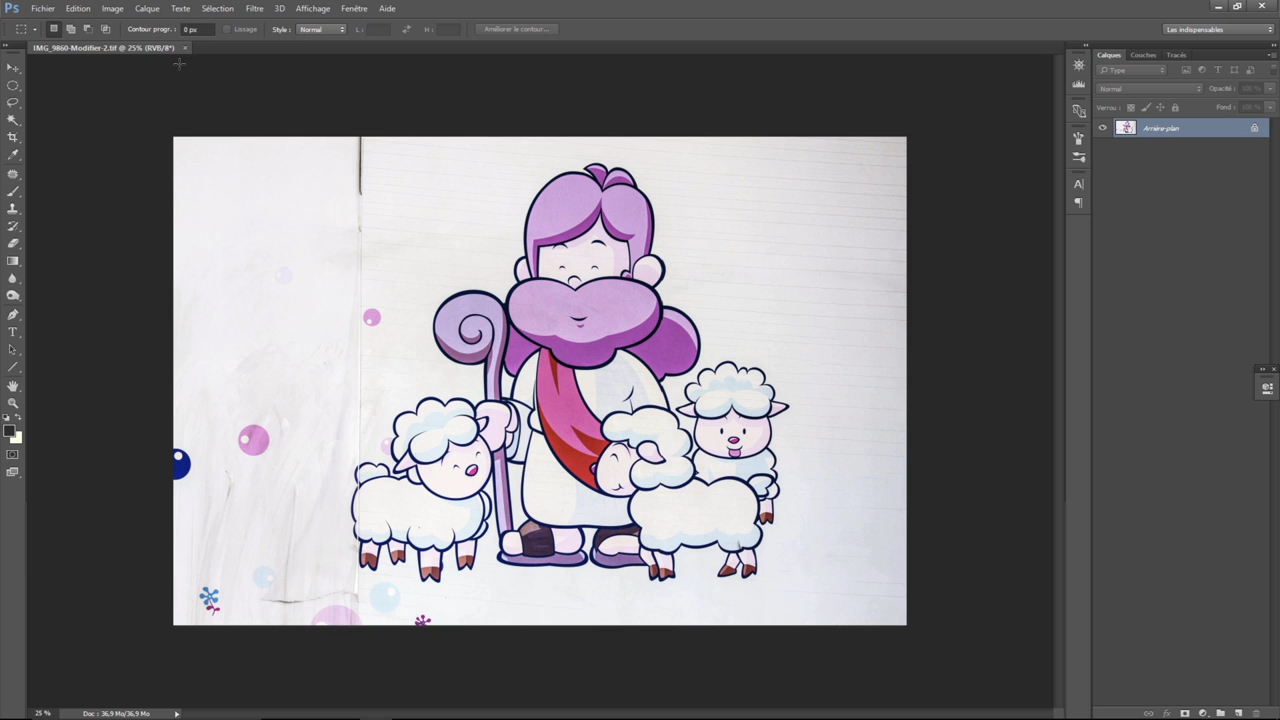 Ps Fichier Edition Image Calque Texte Sélection Filtre 3D Affichage Fenêtre Aide
Contour progr. : 0 px Lissage Style : Normal L : H : Améliorer le contour... Les indispensables
IMG_9860-Modifier-2.tif @ 25% (RVB/8*) ×
Calques Couches Tracés
Type
Normal Opacité : 100 %
Verrou : Fond : 100 %
Arrière-plan
25 % Doc : 36,9 Mo/36,9 Mo